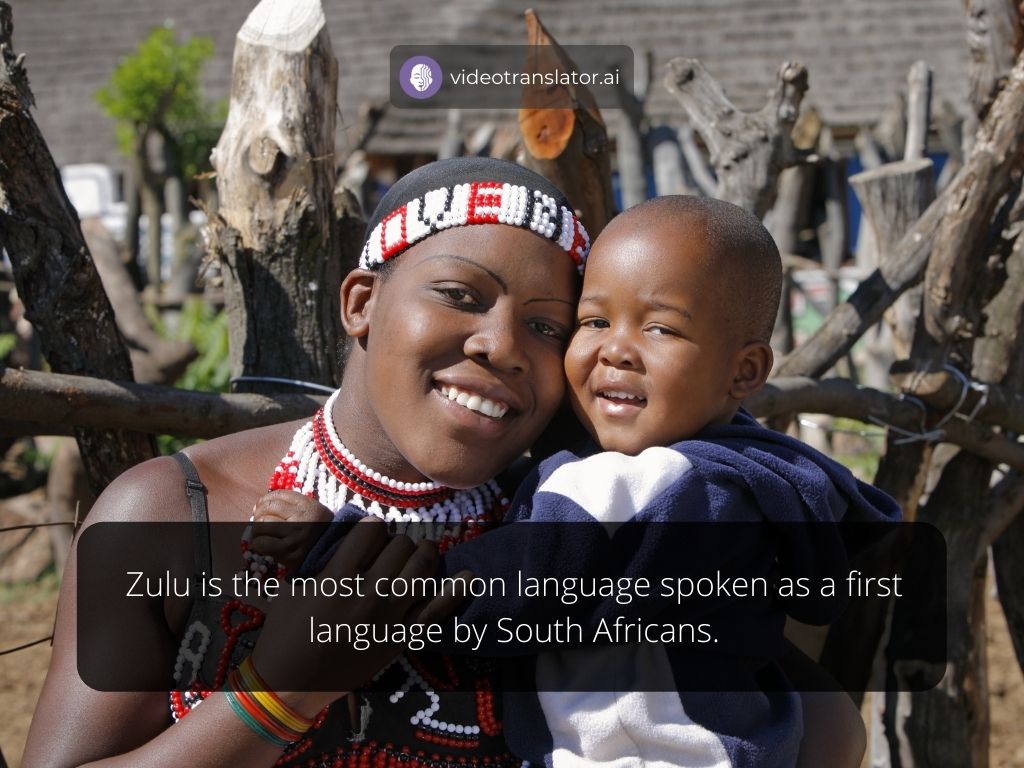 videotranslator.ai
Zulu is the most common language spoken as a first
language by South Africans.